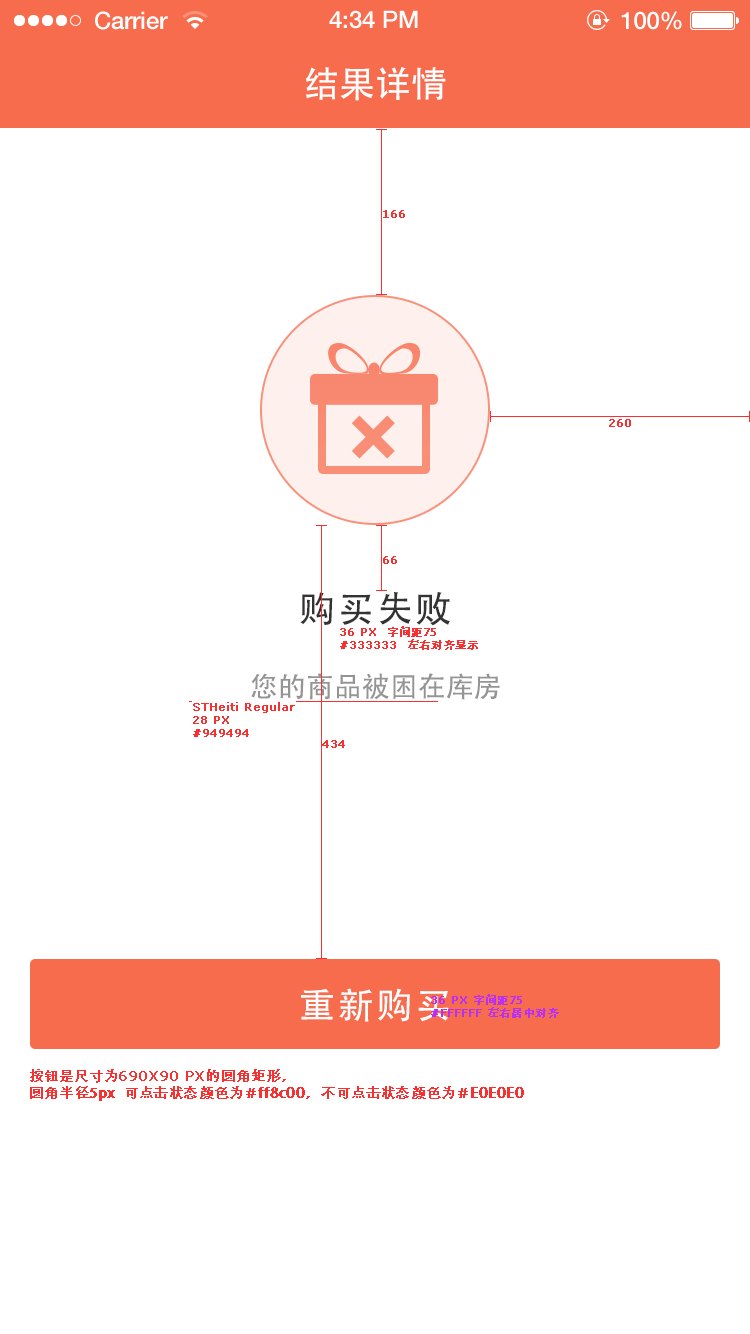 Carrier 4:34 PM 100%
结果详情
166
260
66
购买失败
36 PX 字间距75
#333333 左右对齐显示
您的商品被困在库房
STHeiti Regular
28 PX
#949494
434
重新购买
36 PX 字间距75
#FFFFFF 左右居中对齐
按钮是尺寸为690X90 PX的圆角矩形,
圆角半径5px 可点击状态颜色为#ff8c00, 不可点击状态颜色为#E0E0E0